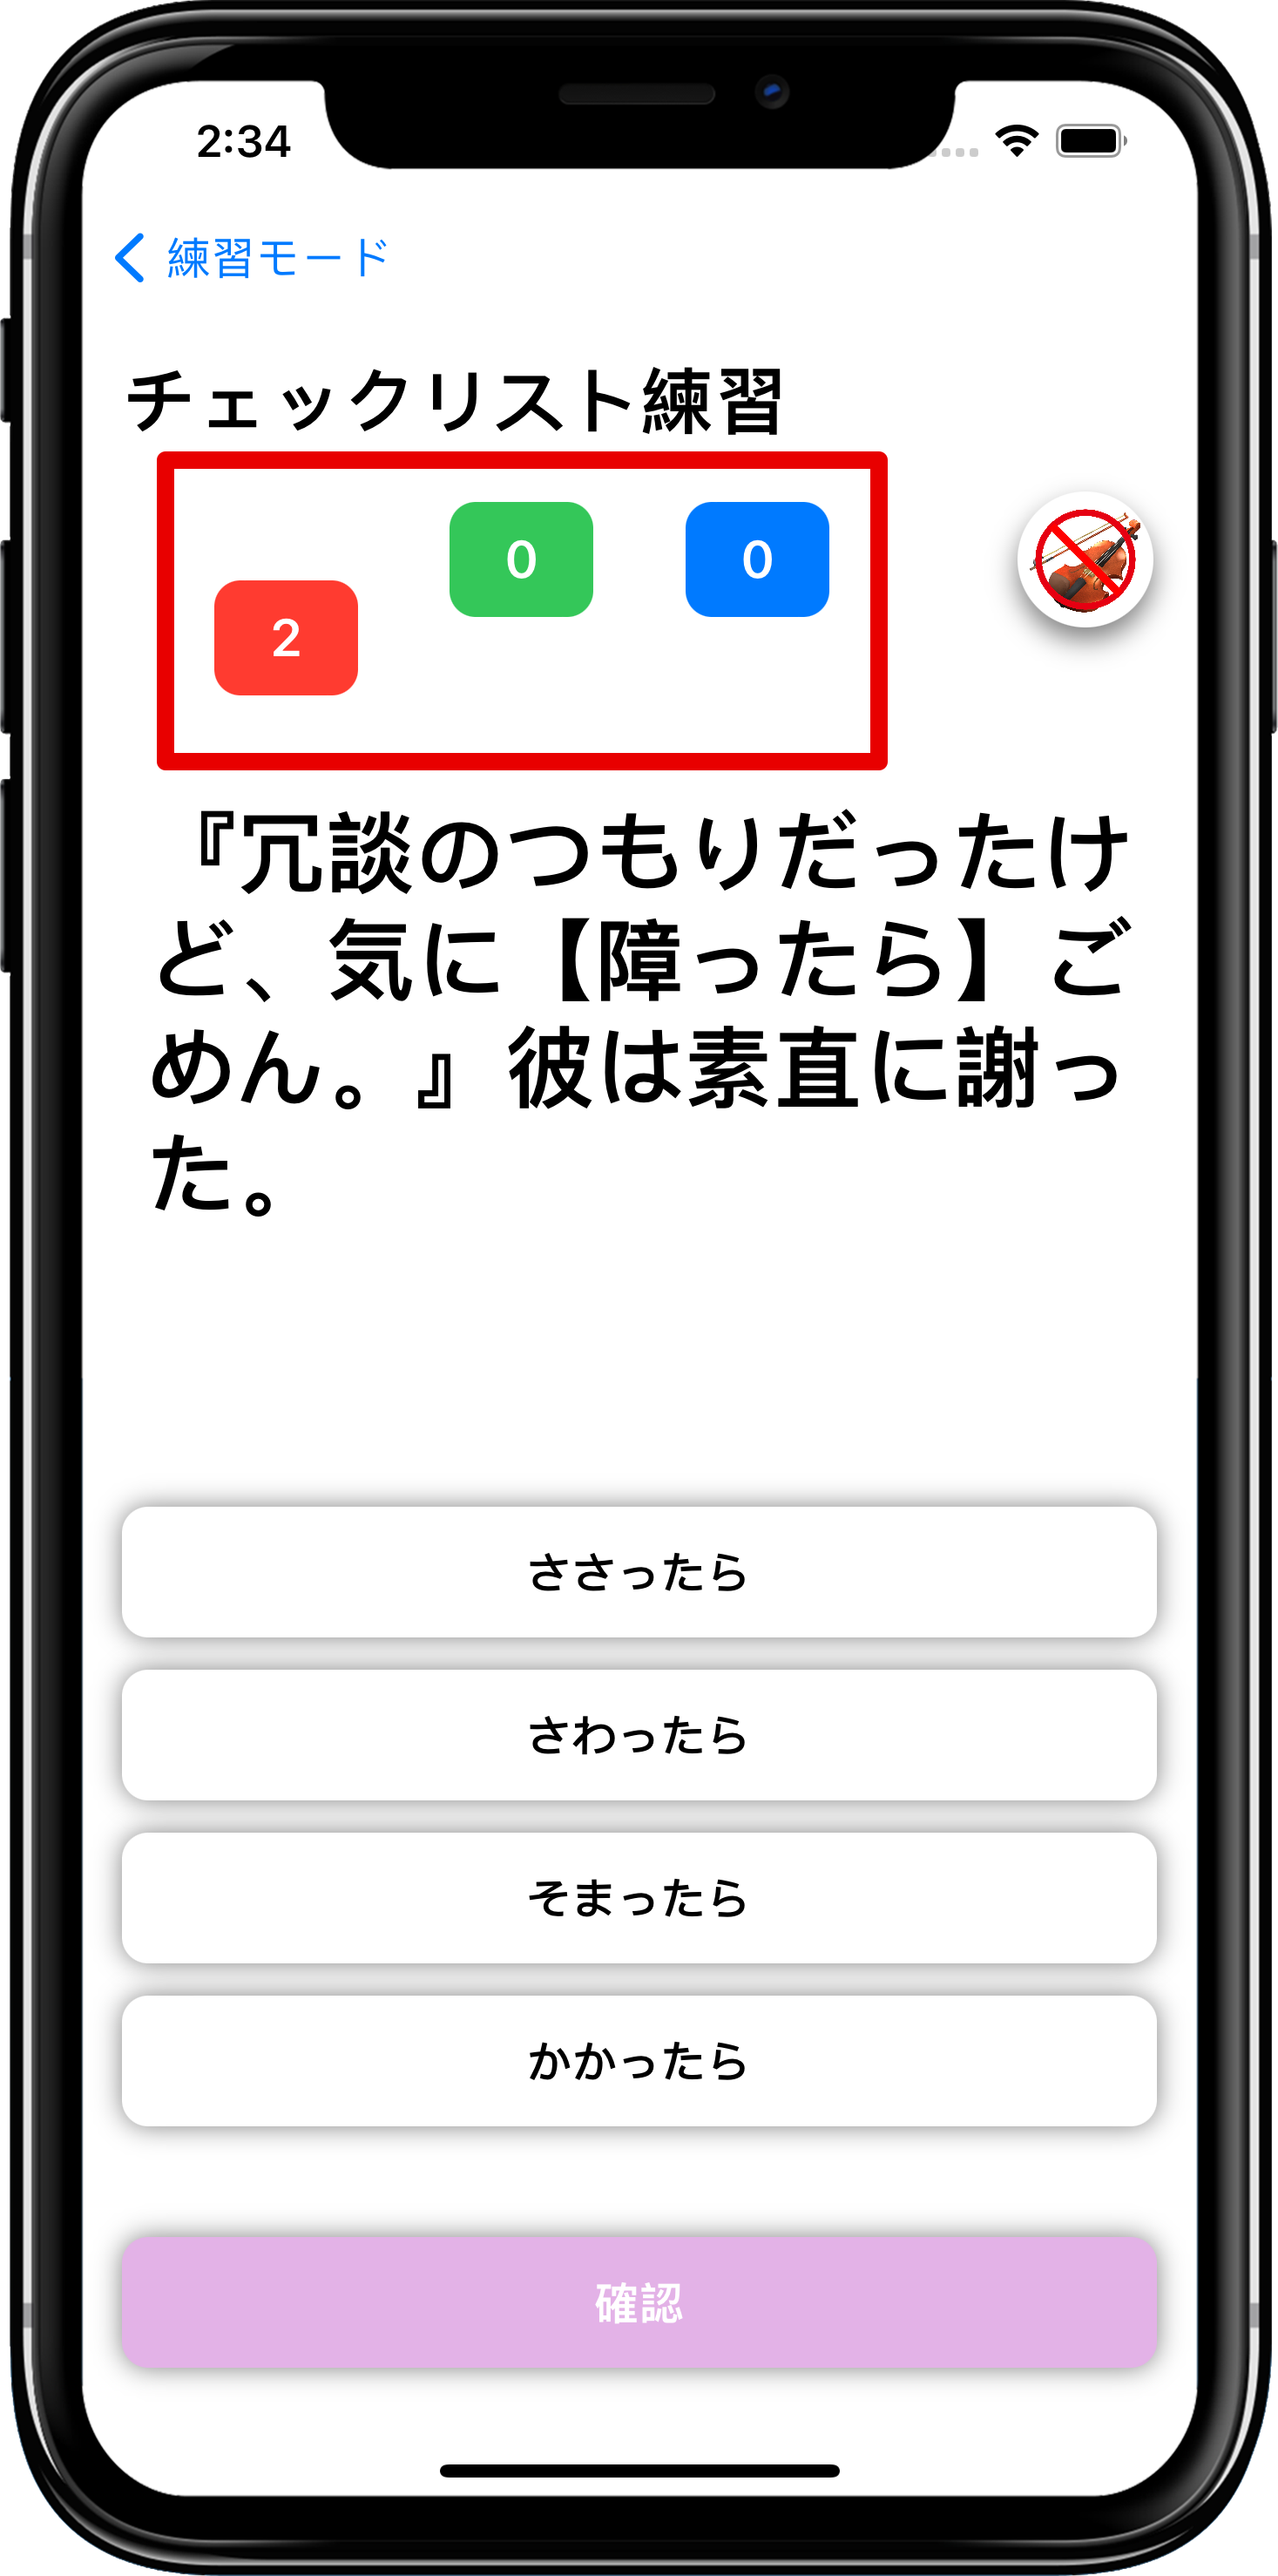 2:34
練習モード
チェックリスト練習
0
0
2
『冗談のつもりだったけ
ど、気に【障ったら】ご
めん。』彼は素直に謝っ
た。
ささったら
さわったら
そまったら
かかったら
確認